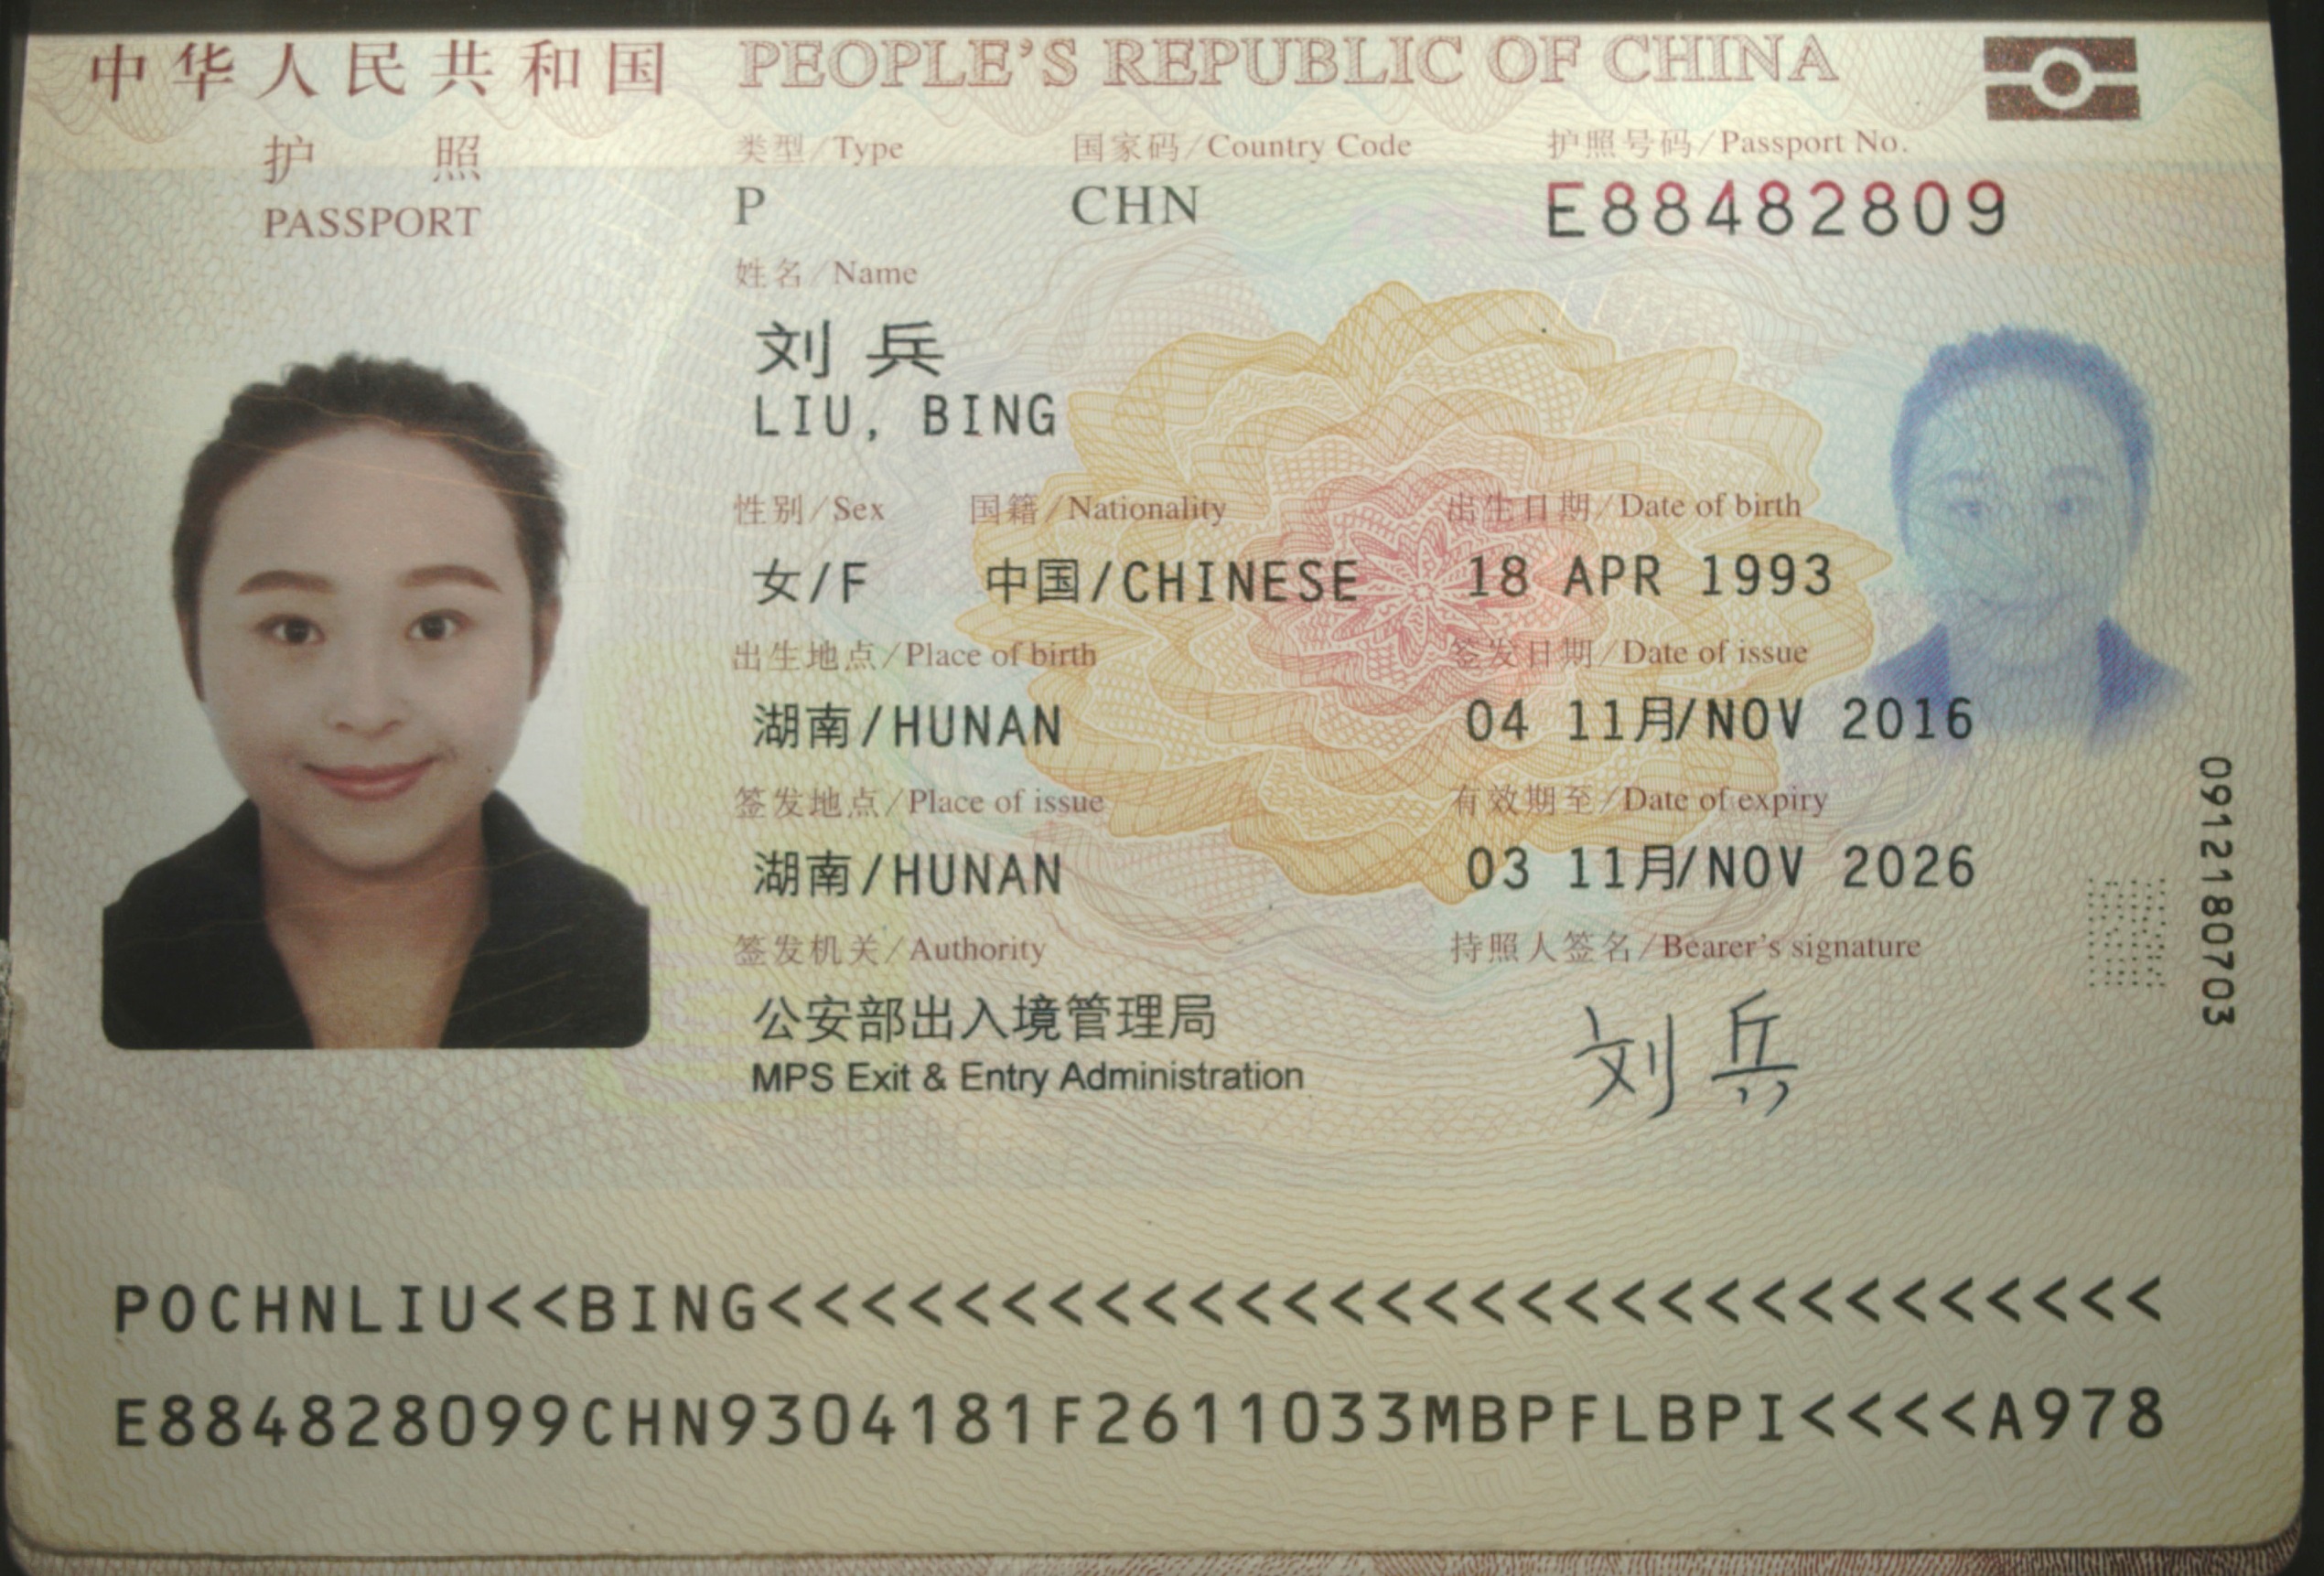 中华人民共和国 PEOPLE'S REPUBLIC OF CHINA
护 照
PASSPORT
类型/Type 国家码/Country Code 护照号码/Passport No.
P CHN E88482809
姓名/Name
刘兵
LIU, BING
性别/Sex 国籍/Nationality 出生日期/Date of birth
女/F 中国/CHINESE 18 APR 1993
出生地点/Place of birth 签发日期/Date of issue
湖南/HUNAN 04 11月/NOV 2016
签发地点/Place of issue 有效期至/Date of expiry
湖南/HUNAN 03 11月/NOV 2026
签发机关/Authority 持照人签名/Bearer's signature
公安部出入境管理局
MPS Exit & Entry Administration
刘兵
0912180703
POCHNLIU<<BING<<<<<<<<<<<<<<<<<<<<<<<<<<<<<<
E884828099CHN9304181F2611033MBPFLBPI<<<<A978